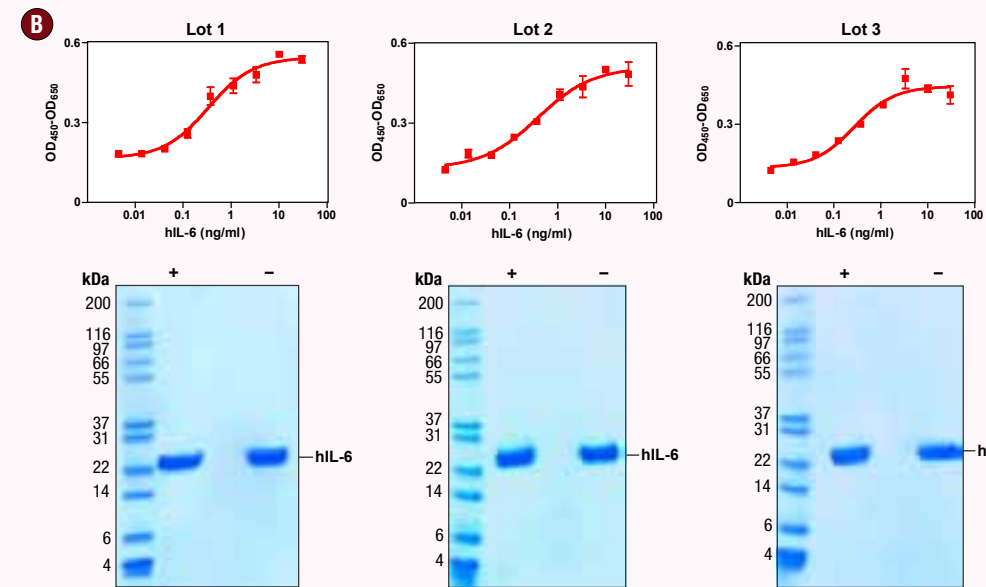 B
Lot 1
0.6
0.3
0
OD450-OD650
0.01 0.1 1 10 100
hIL-6 (ng/ml)
Lot 2
0.6
0.3
0
OD450-OD650
0.01 0.1 1 10 100
hIL-6 (ng/ml)
Lot 3
0.6
0.3
0
OD450-OD650
0.01 0.1 1 10 100
hIL-6 (ng/ml)
kDa + −
200
116
97
66
55
37
31
22
14
6
4
hIL-6
kDa + −
200
116
97
66
55
37
31
22
14
6
4
hIL-6
kDa + −
200
116
97
66
55
37
31
22
14
6
4
h